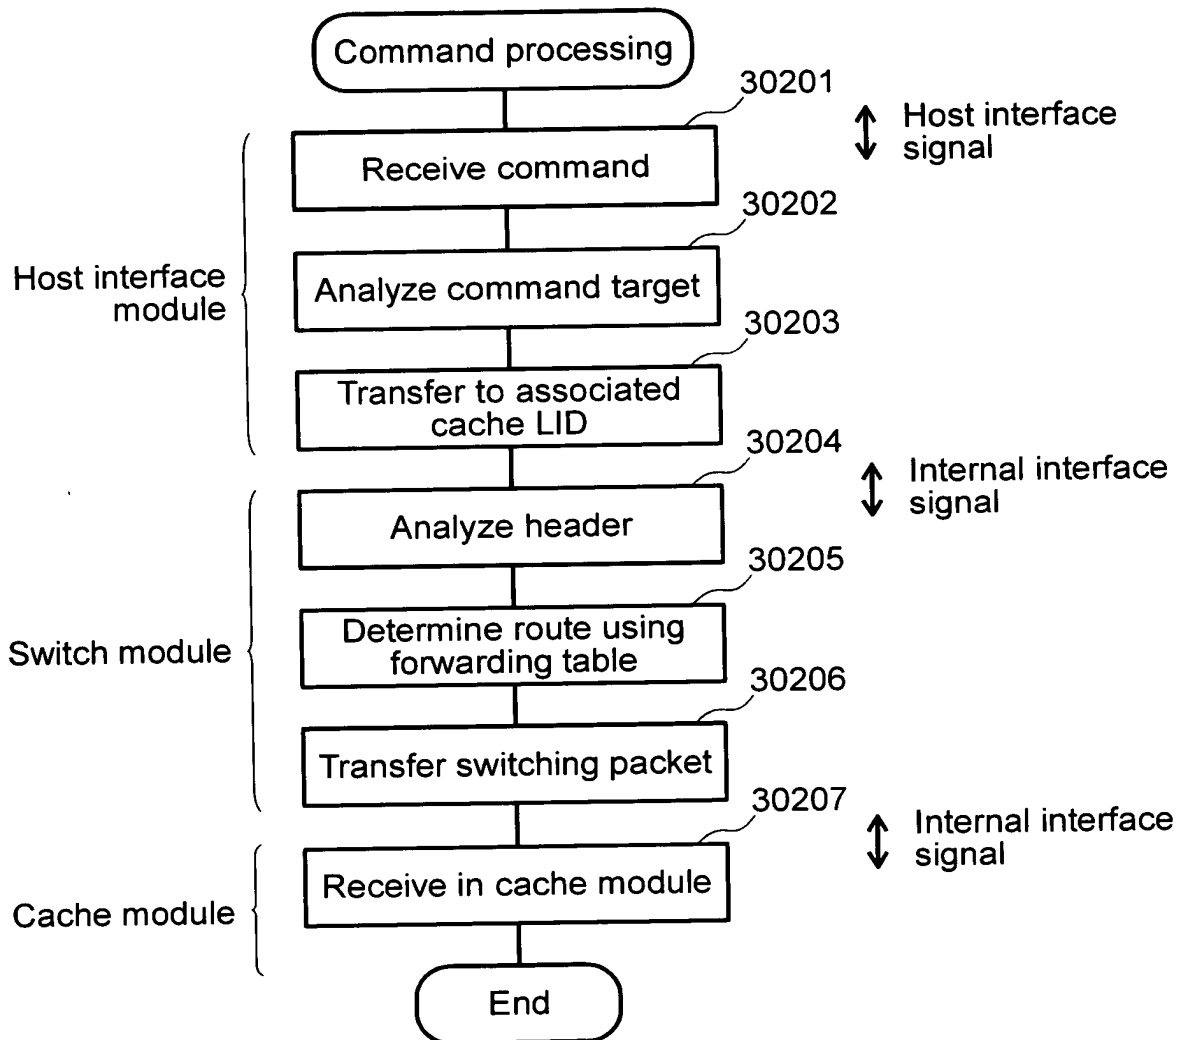 Command processing
30201
Host interface
signal
Receive command
30202
Host interface
module
Analyze command target
30203
Transfer to associated
cache LID
30204
Internal interface
signal
Analyze header
30205
Switch module
Determine route using
forwarding table
30206
Transfer switching packet
30207
Internal interface
signal
Receive in cache module
Cache module
End